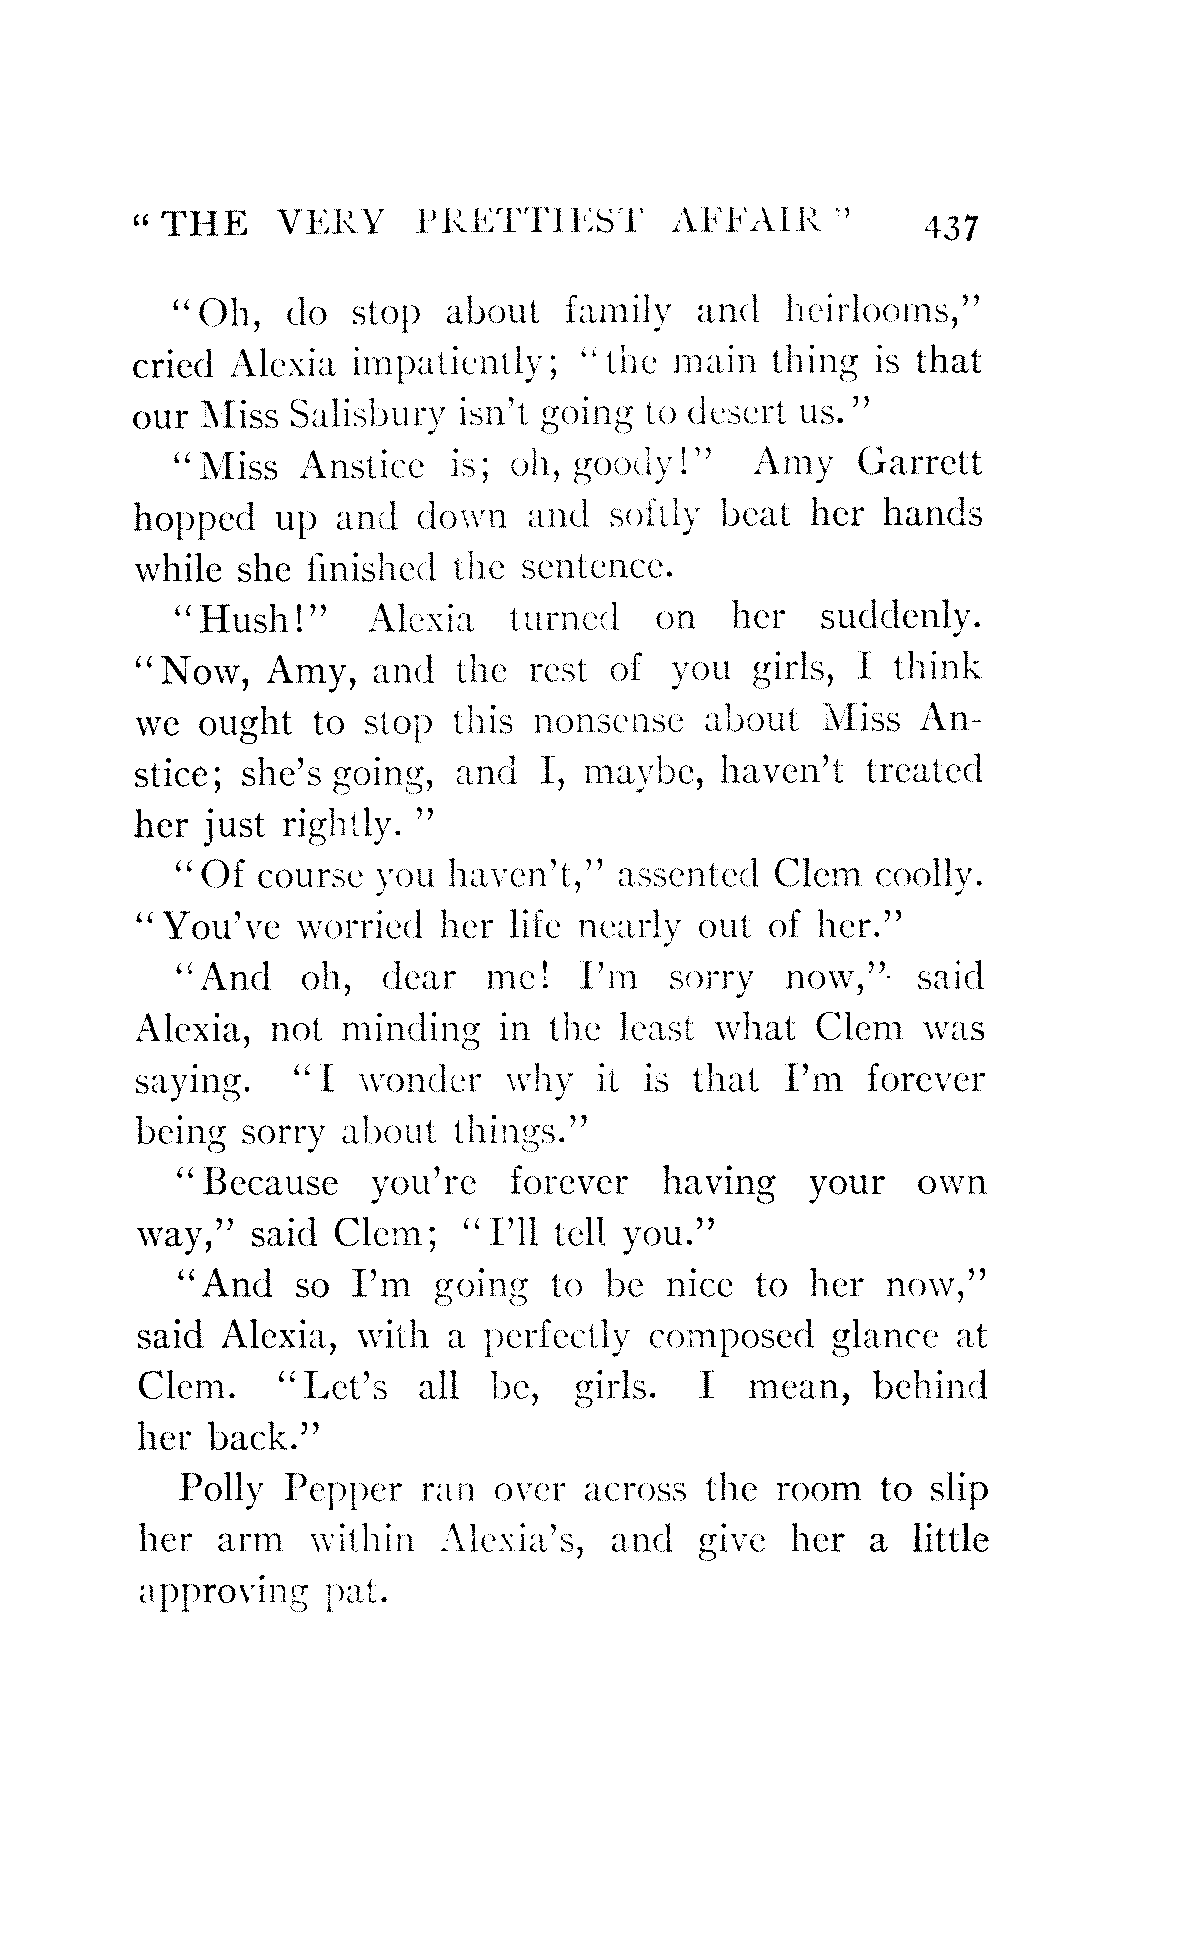 “ THE VERY PRETTIEST AFFAIR ” 437
“Oh, do stop about family and heirlooms,”
cried Alexia impatiently; “the main thing is that
our Miss Salisbury isn’t going to desert us.”
“Miss Anstice is; oh, goody!” Amy Garrett
hopped up and down and softly beat her hands
while she finished the sentence.
“Hush!” Alexia turned on her suddenly.
“Now, Amy, and the rest of you girls, I think
we ought to stop this nonsense about Miss An-
stice; she’s going, and I, maybe, haven’t treated
her just rightly. ”
“Of course you haven’t,” assented Clem coolly.
“You’ve worried her life nearly out of her.”
“And oh, dear me! I’m sorry now,” said
Alexia, not minding in the least what Clem was
saying. “I wonder why it is that I’m forever
being sorry about things.”
“Because you’re forever having your own
way,” said Clem; “I’ll tell you.”
“And so I’m going to be nice to her now,”
said Alexia, with a perfectly composed glance at
Clem. “Let’s all be, girls. I mean, behind
her back.”
Polly Pepper ran over across the room to slip
her arm within Alexia’s, and give her a little
approving pat.